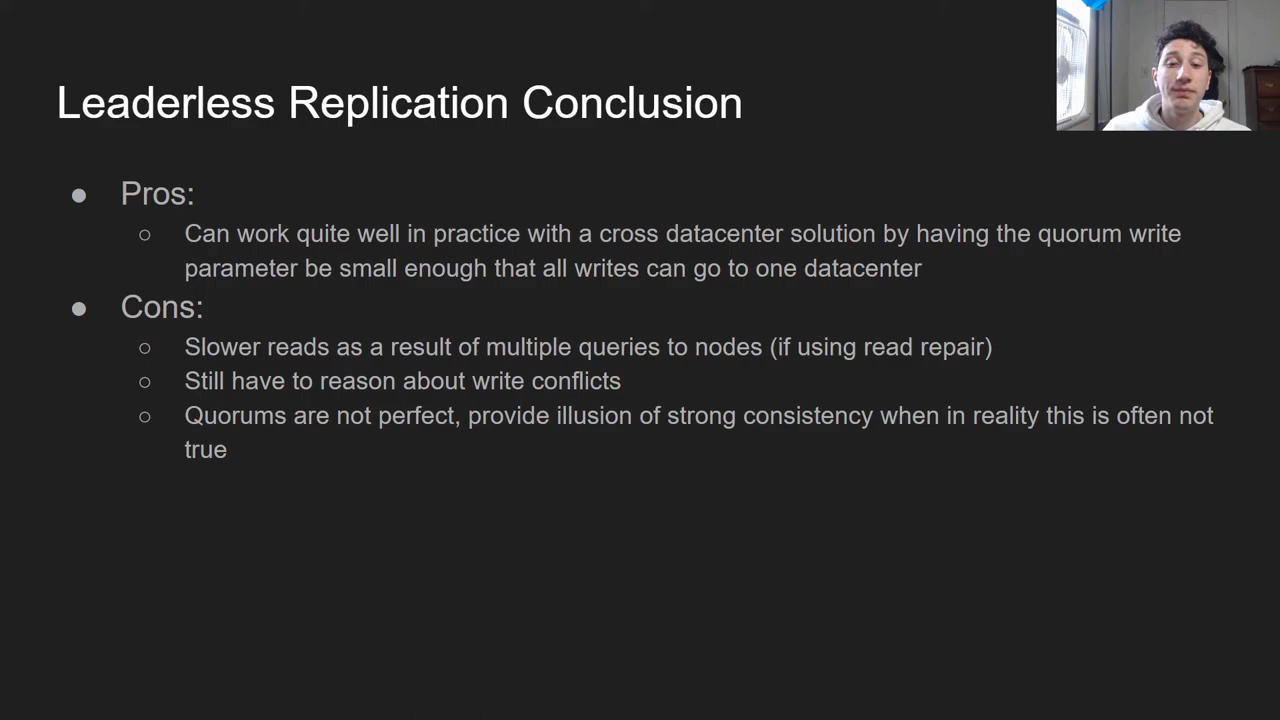 Leaderless Replication Conclusion
● Pros:
○ Can work quite well in practice with a cross datacenter solution by having the quorum write
parameter be small enough that all writes can go to one datacenter
● Cons:
○ Slower reads as a result of multiple queries to nodes (if using read repair)
○ Still have to reason about write conflicts
○ Quorums are not perfect, provide illusion of strong consistency when in reality this is often not
true